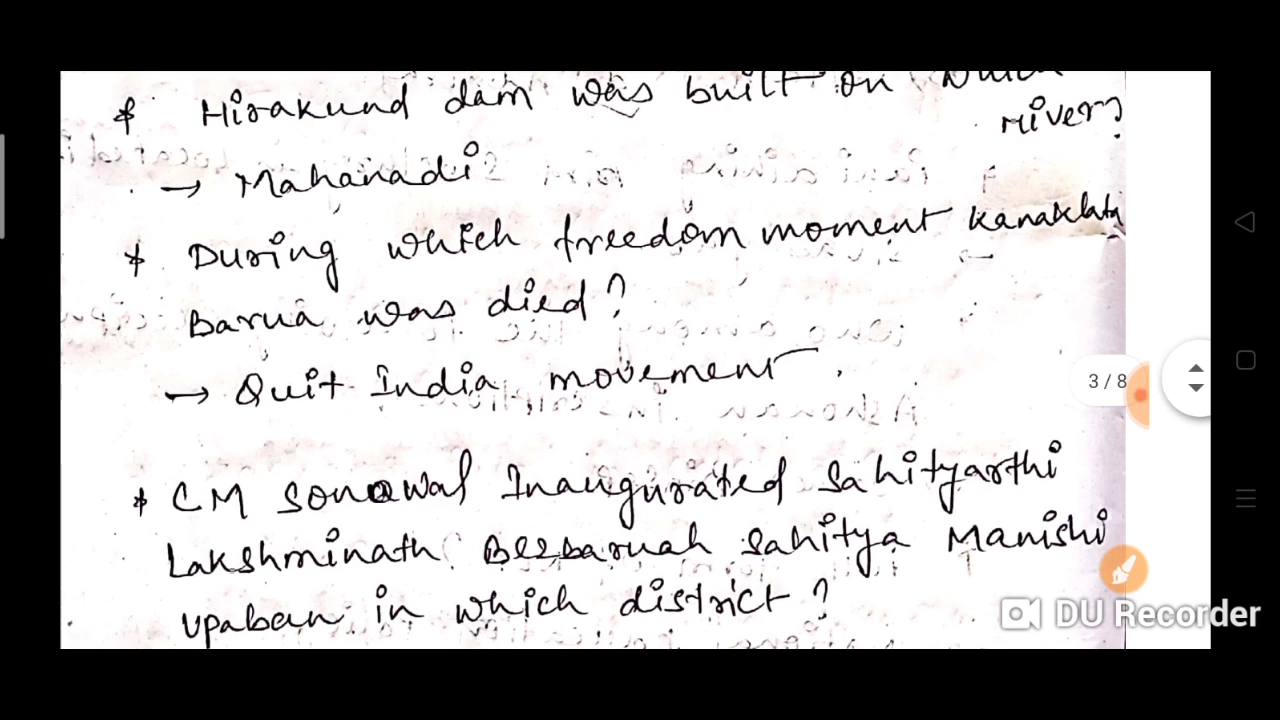 * Hirakund dam was built on which
river?
→ Mahanadi
* During which freedom moment Kanaklata
Barua was died?
→ Quit India movement.
* CM Sonowal Inaugurated Sahityarthi
Lakshminath Bezbaruah Sahitya Manishi
upaban in which district?
3 / 8
DU Recorder